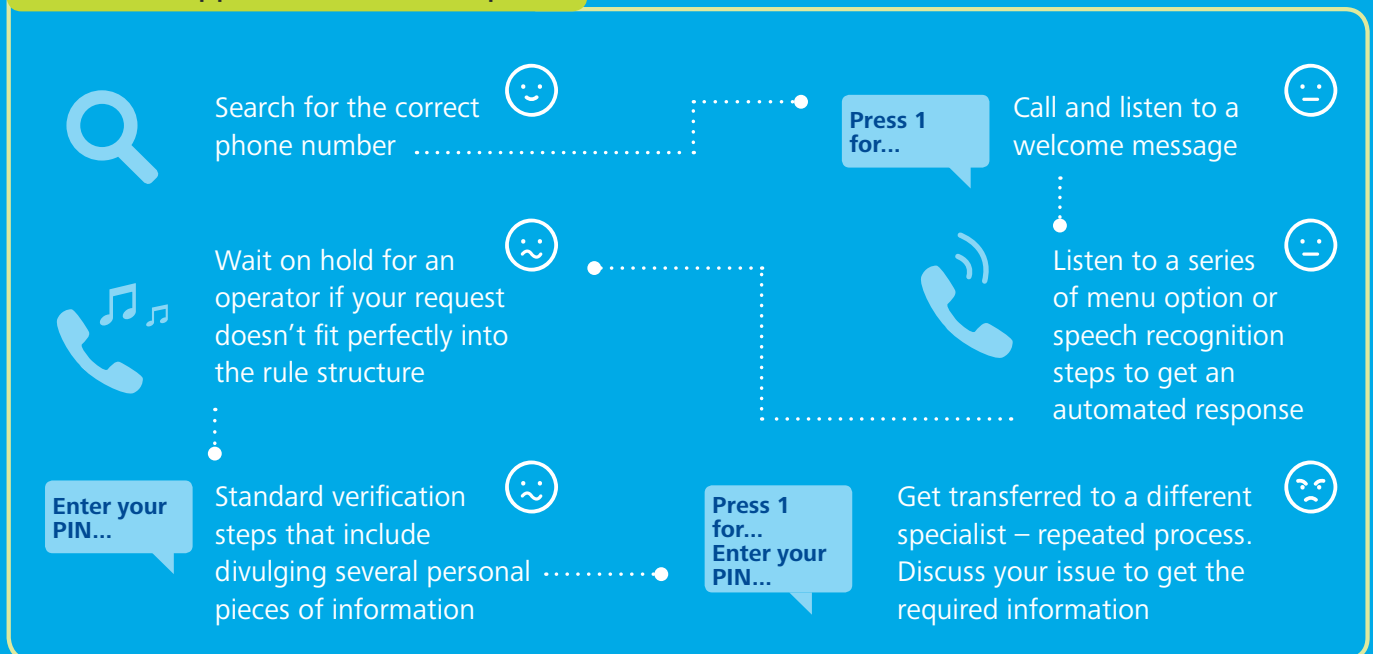 Search for the correct
phone number
Press 1
for...
Call and listen to a
welcome message
Listen to a series
of menu option or
speech recognition
steps to get an
automated response
Wait on hold for an
operator if your request
doesn’t fit perfectly into
the rule structure
Enter your
PIN...
Standard verification
steps that include
divulging several personal
pieces of information
Press 1
for...
Enter your
PIN...
Get transferred to a different
specialist – repeated process.
Discuss your issue to get the
required information